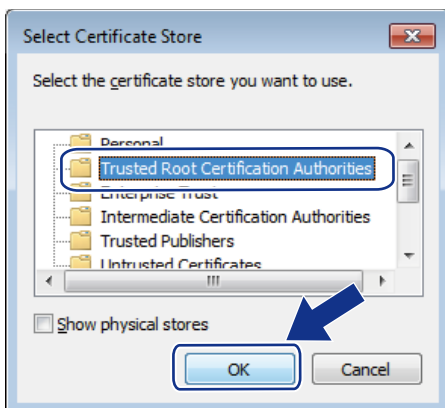 Select Certificate Store
Select the certificate store you want to use.
Personal
Trusted Root Certification Authorities
Enterprise Trust
Intermediate Certification Authorities
Trusted Publishers
Untrusted Certificates
Show physical stores
OK
Cancel